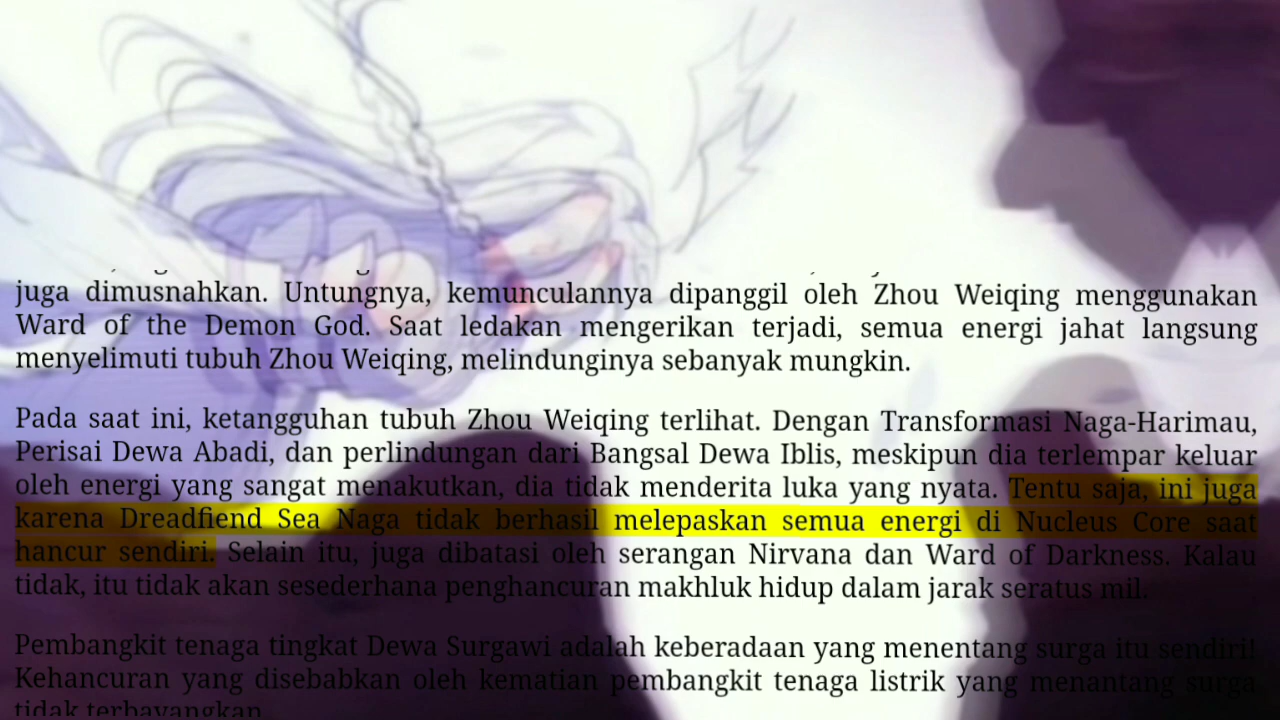 juga dimusnahkan. Untungnya, kemunculannya dipanggil oleh Zhou Weiqing menggunakan
Ward of the Demon God. Saat ledakan mengerikan terjadi, semua energi jahat langsung
menyelimuti tubuh Zhou Weiqing, melindunginya sebanyak mungkin.
Pada saat ini, ketangguhan tubuh Zhou Weiqing terlihat. Dengan Transformasi Naga-Harimau,
Perisai Dewa Abadi, dan perlindungan dari Bangsal Dewa Iblis, meskipun dia terlempar keluar
oleh energi yang sangat menakutkan, dia tidak menderita luka yang nyata. Tentu saja, ini juga
karena Dreadfiend Sea Naga tidak berhasil melepaskan semua energi di Nucleus Core saat
hancur sendiri. Selain itu, juga dibatasi oleh serangan Nirvana dan Ward of Darkness. Kalau
tidak, itu tidak akan sesederhana penghancuran makhluk hidup dalam jarak seratus mil.
Pembangkit tenaga tingkat Dewa Surgawi adalah keberadaan yang menentang surga itu sendiri!
Kehancuran yang disebabkan oleh kematian pembangkit tenaga listrik yang menantang surga
tidak terbayangkan.